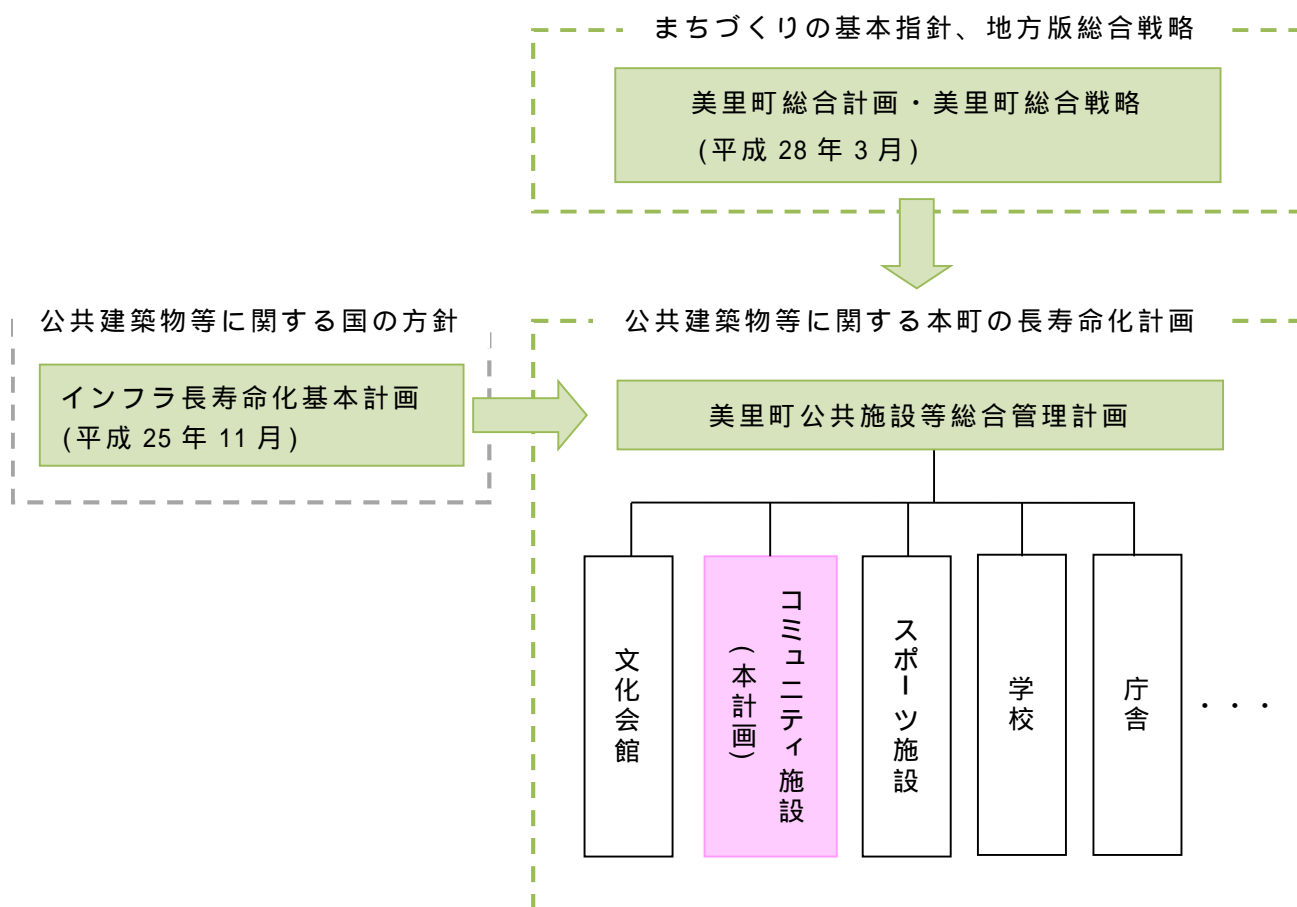 まちづくりの基本指針、地方版総合戦略
美里町総合計画・美里町総合戦略
(平成 28 年 3 月)
公共建築物等に関する国の方針
インフラ長寿命化基本計画
(平成 25 年 11 月)
公共建築物等に関する本町の長寿命化計画
美里町公共施設等総合管理計画
文化会館
コミュニティ施設
(本計画)
スポーツ施設
学校
庁舎
・・・